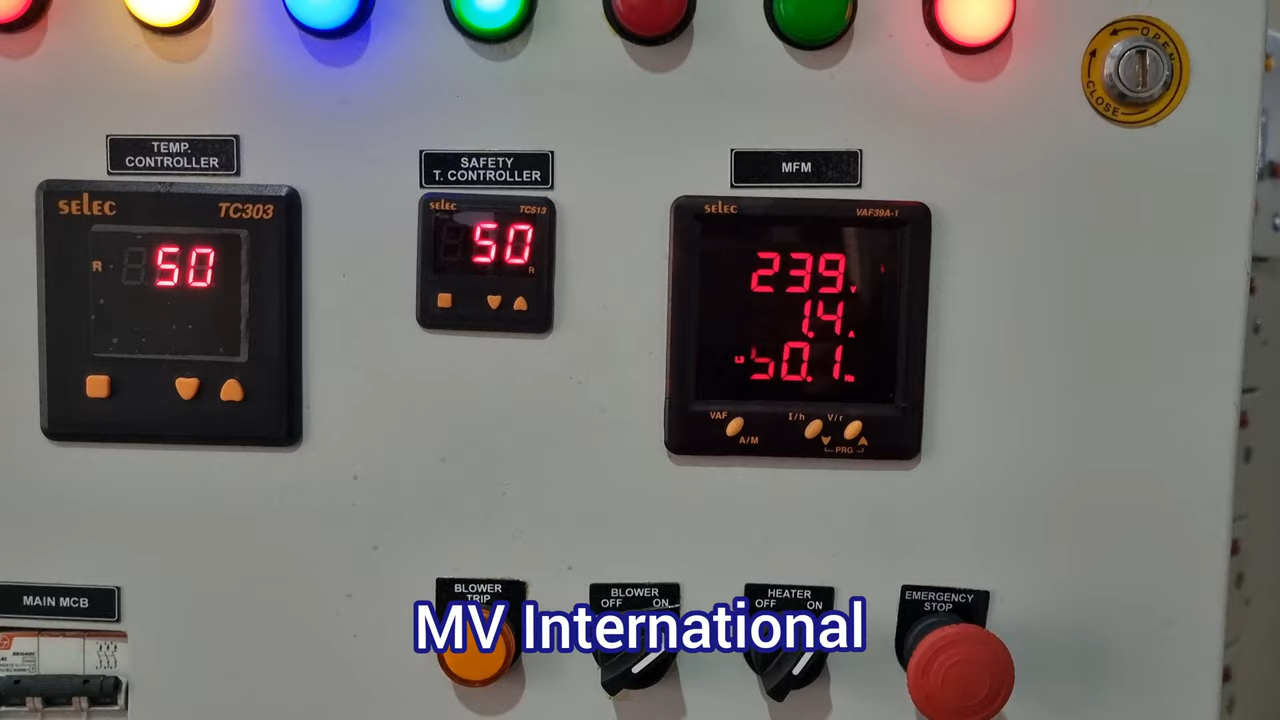 OPEN
CLOSE
TEMP.
CONTROLLER
SAFETY
T. CONTROLLER
MFM
selec
TC303
R
50
selec
TC513
50
R
selec
VAF39A-1
239 V
1.4 A
50.1
VAF
A/M
I/h
V/r
PRG
MAIN MCB
BLOWER
TRIP
BLOWER
OFF ON
HEATER
OFF ON
EMERGENCY
STOP
MV International